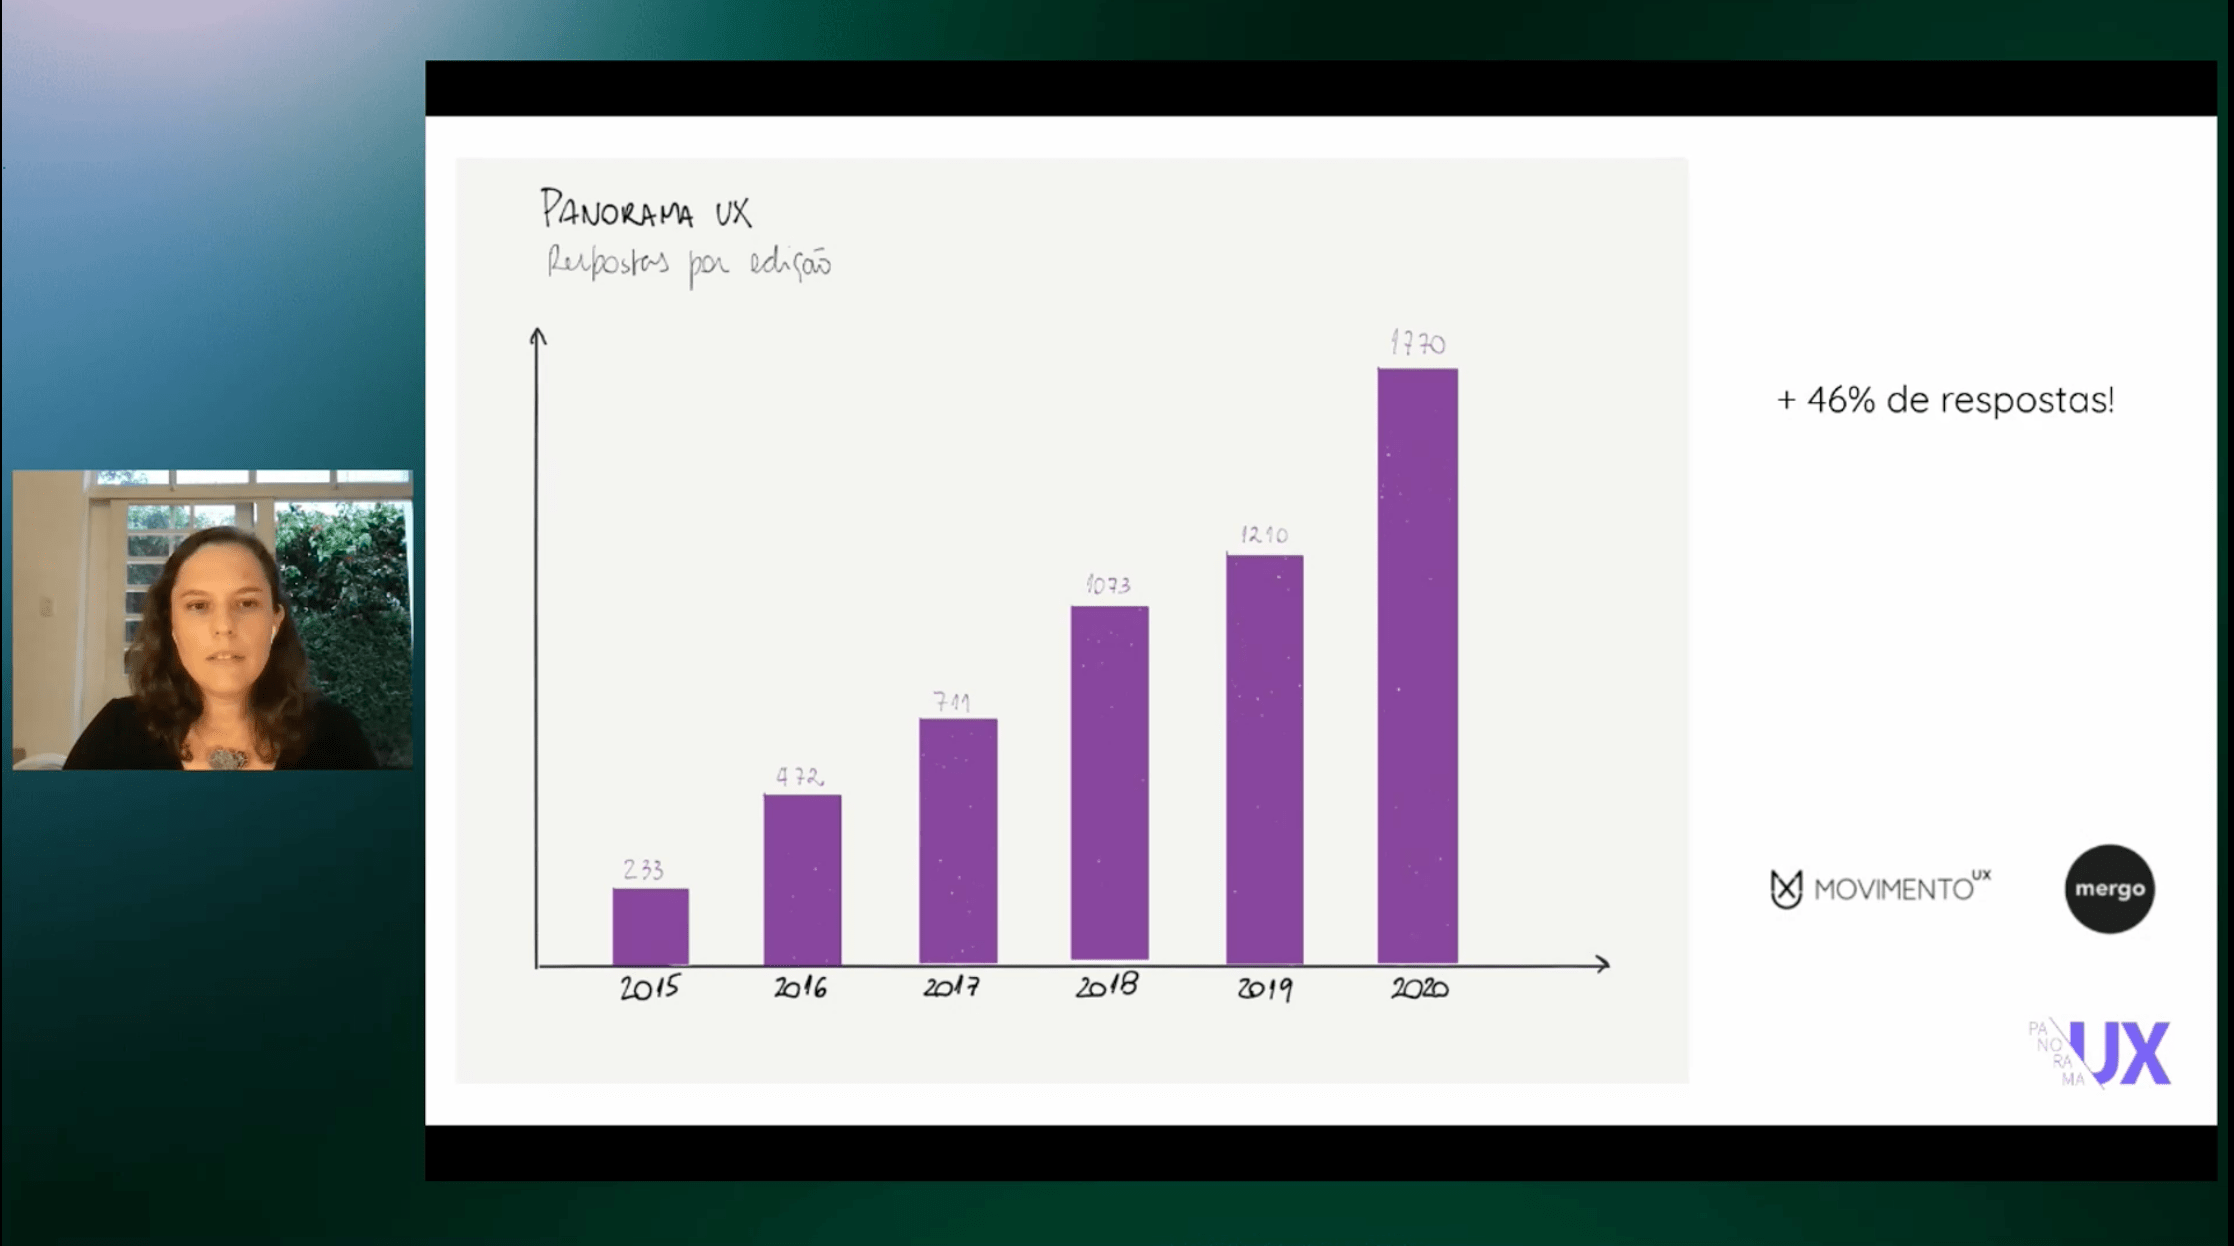 PANORAMA UX
Respostas por edição
1770
+ 46% de respostas!
1210
1073
711
472
233
2015 2016 2017 2018 2019 2020
MOVIMENTO UX
mergo
PA
NO
RA
MA
UX